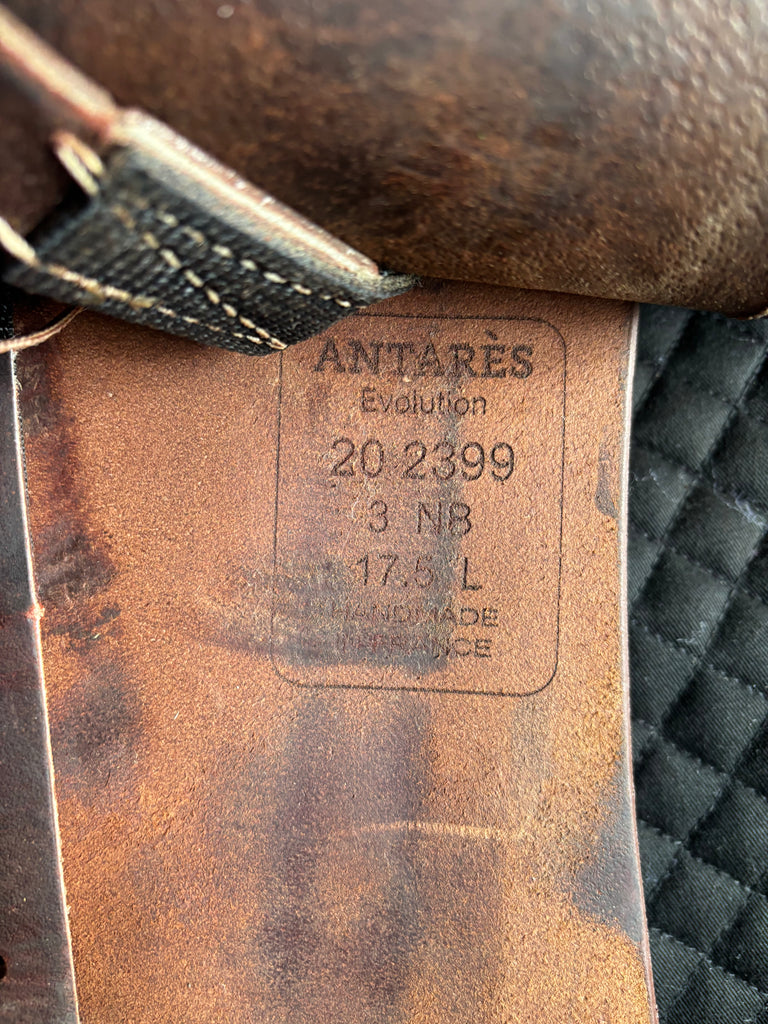 ANTARÈS
Evolution
20 2399
3 NB
17.5 L
HANDMADE
IN FRANCE